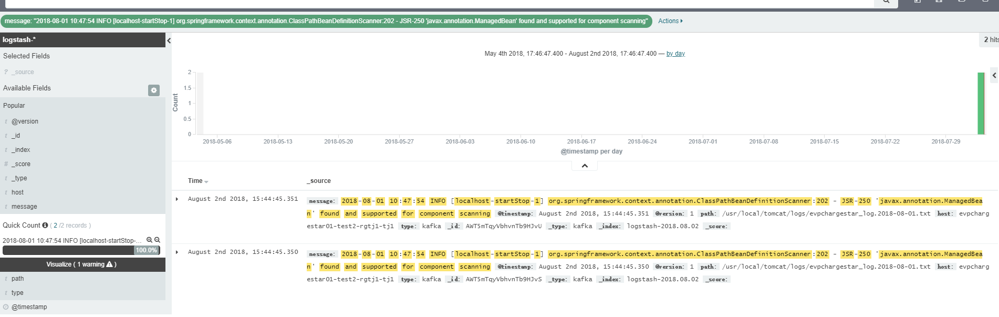 message: "2018-08-01 10:47:54 INFO [localhost-startStop-1] org.springframework.context.annotation.ClassPathBeanDefinitionScanner:202 - JSR-250 'javax.annotation.ManagedBean' found and supported for component scanning" Actions
logstash-*
2 hits
Selected Fields
? _source
Available Fields
Popular
t @version
t _id
t _index
# _score
t _type
t host
t message
Quick Count ( 2 /2 records )
2018-08-01 10:47:54 INFO [localhost-startStop-...
100.0%
Visualize ( 1 warning )
t path
t type
@timestamp
May 4th 2018, 17:46:47.400 - August 2nd 2018, 17:46:47.400 — by day
Count
2
1.5
1
0.5
0
2018-05-06 2018-05-13 2018-05-20 2018-05-27 2018-06-03 2018-06-10 2018-06-17 2018-06-24 2018-07-01 2018-07-08 2018-07-15 2018-07-22 2018-07-29
@timestamp per day
Time _source
August 2nd 2018, 15:44:45.351 message: 2018-08-01 10:47:54 INFO [localhost-startStop-1] org.springframework.context.annotation.ClassPathBeanDefinitionScanner:202 - JSR-250 'javax.annotation.ManagedBea
n' found and supported for component scanning @timestamp: August 2nd 2018, 15:44:45.351 @version: 1 path: /usr/local/tomcat/logs/evpchargestar_log.2018-08-01.txt host: evpcharg
estar01-test2-rgtj1-tj1 type: kafka _id: AWT5mTqyVbhvnTb9HJvU _type: kafka _index: logstash-2018.08.02 _score:
August 2nd 2018, 15:44:45.350 message: 2018-08-01 10:47:54 INFO [localhost-startStop-1] org.springframework.context.annotation.ClassPathBeanDefinitionScanner:202 - JSR-250 'javax.annotation.ManagedBea
n' found and supported for component scanning @timestamp: August 2nd 2018, 15:44:45.350 @version: 1 path: /usr/local/tomcat/logs/evpchargestar_log.2018-08-01.txt host: evpcharg
estar01-test2-rgtj1-tj1 type: kafka _id: AWT5mTqyVbhvnTb9HJvS _type: kafka _index: logstash-2018.08.02 _score: